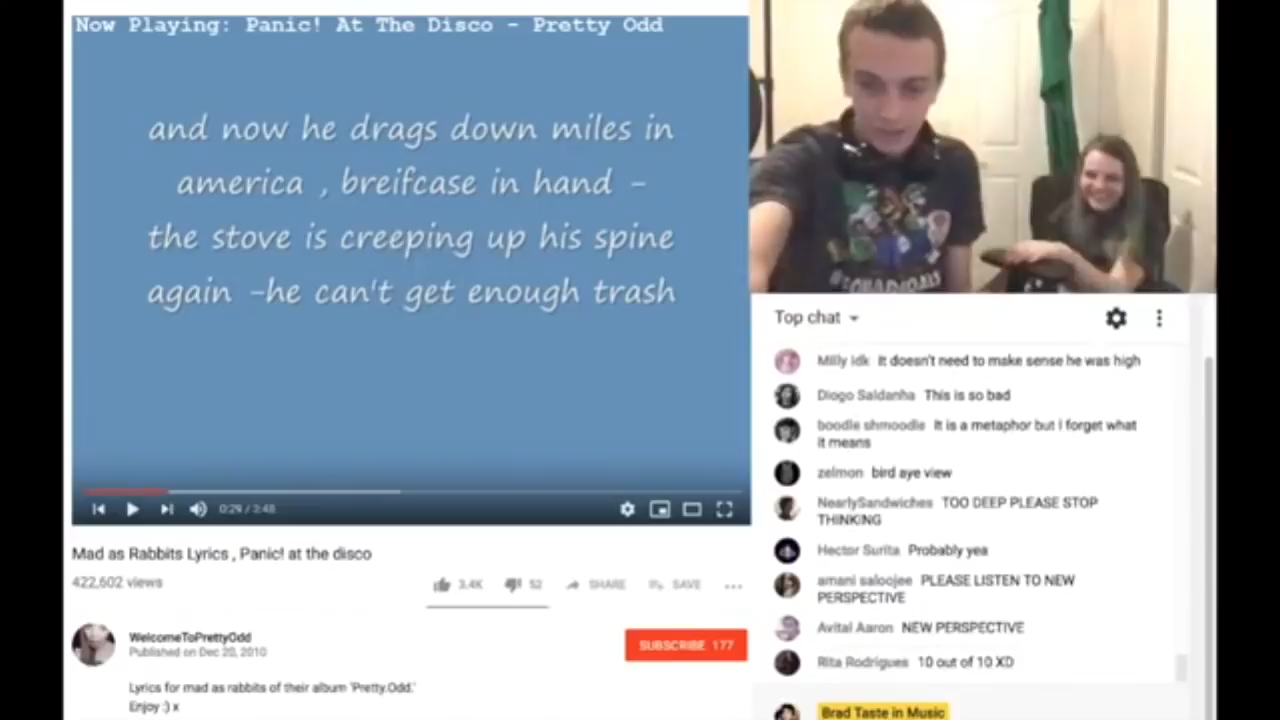 Now Playing: Panic! At The Disco - Pretty Odd
and now he drags down miles in
america , breifcase in hand -
the stove is creeping up his spine
again -he can't get enough trash
0:29 / 3:48
Mad as Rabbits Lyrics , Panic! at the disco
422,602 views
3.4K
52
SHARE
SAVE
WelcomeToPrettyOdd
Published on Dec 20, 2010
SUBSCRIBE 177
Lyrics for mad as rabbits of their album 'Pretty.Odd.'
Enjoy :) x
Top chat
Milly Idk It doesn't need to make sense he was high
Diogo Saldanha This is so bad
boodle shmoodle It is a metaphor but I forget what
it means
zelmon bird aye view
NearlySandwiches TOO DEEP PLEASE STOP
THINKING
Hector Surita Probably yea
amani saloojee PLEASE LISTEN TO NEW
PERSPECTIVE
Avital Aaron NEW PERSPECTIVE
Rita Rodrigues 10 out of 10 XD
Brad Taste in Music